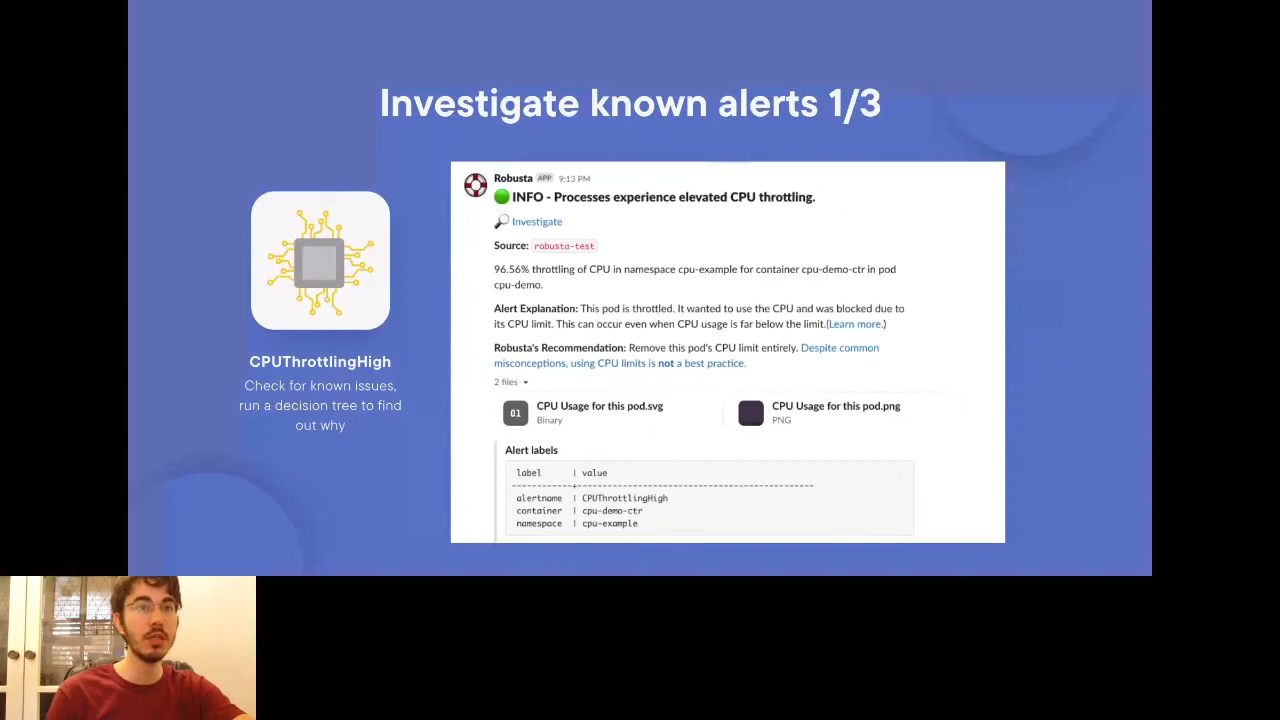 Investigate known alerts 1/3
CPUThrottlingHigh
Check for known issues,
run a decision tree to find
out why
Robusta APP 9:13 PM
INFO - Processes experience elevated CPU throttling.
Investigate
Source: robusta-test
96.56% throttling of CPU in namespace cpu-example for container cpu-demo-ctr in pod
cpu-demo.
Alert Explanation: This pod is throttled. It wanted to use the CPU and was blocked due to
its CPU limit. This can occur even when CPU usage is far below the limit.(Learn more.)
Robusta's Recommendation: Remove this pod's CPU limit entirely. Despite common
misconceptions, using CPU limits is not a best practice.
2 files
01
CPU Usage for this pod.svg
Binary
CPU Usage for this pod.png
PNG
Alert labels
label | value
-----------+---------------------------------------------
alertname | CPUThrottlingHigh
container | cpu-demo-ctr
namespace | cpu-example